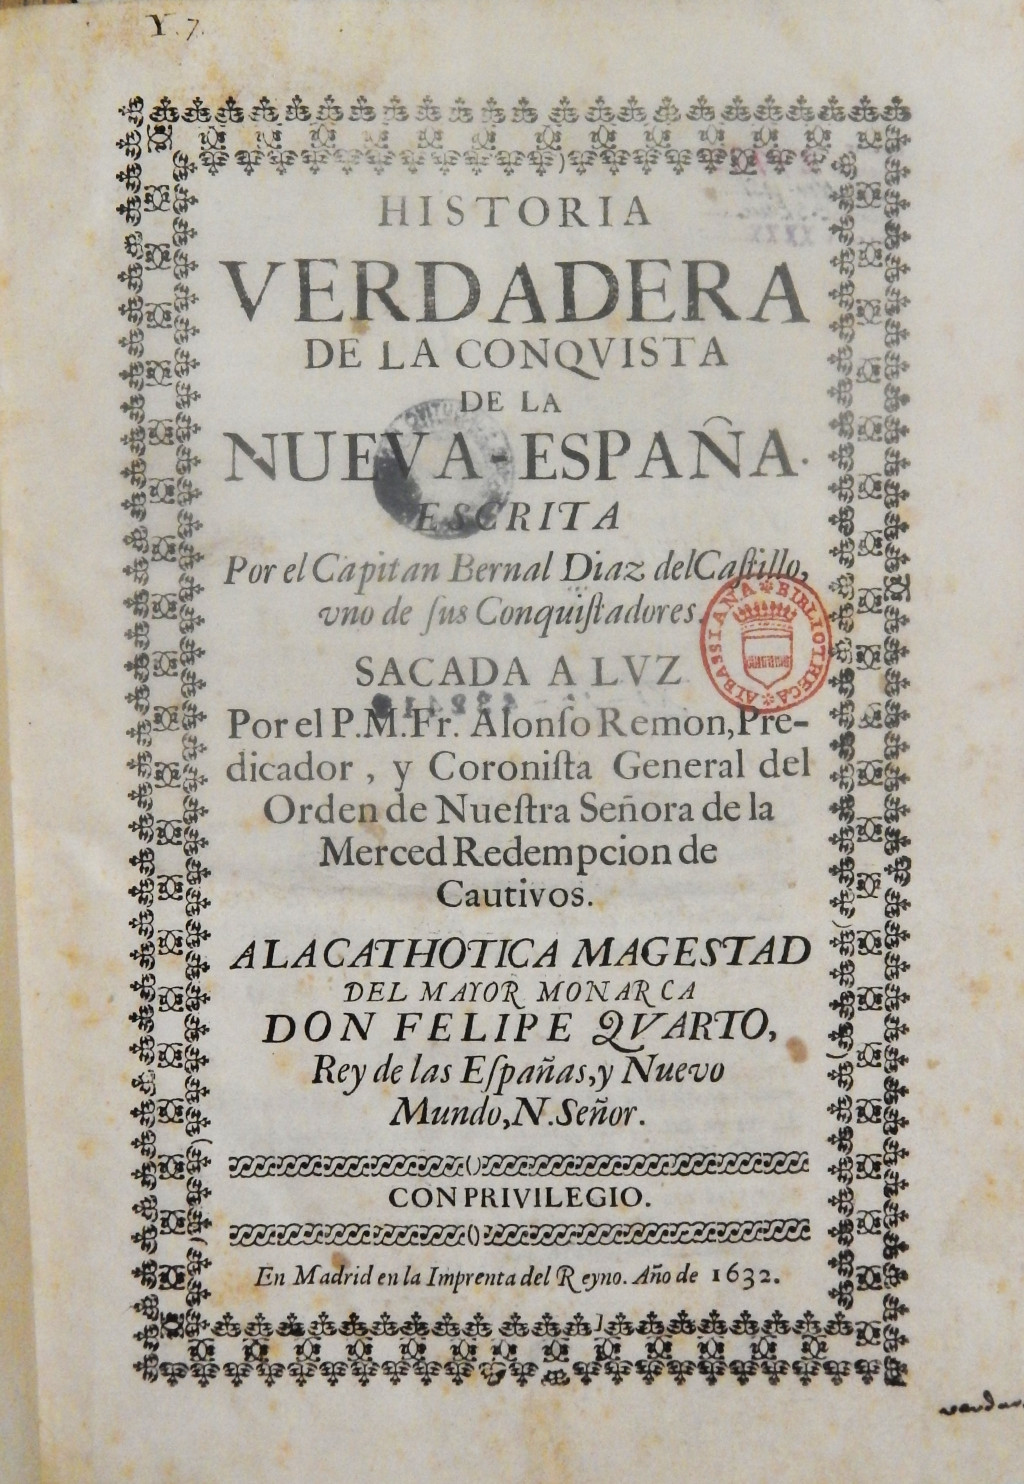 Y.7.
HISTORIA
VERDADERA
DE LA CONQVISTA
DE LA
NUEVA-ESPAÑA.
ESCRITA
Por el Capitan Bernal Diaz del Caſtillo,
vno de ſus Conquiſtadores.
BIBLIOTHECA ALBASSIANA
SACADA A LVZ
Por el P.M.Fr. Alonſo Remon, Pre-
dicador, y Coroniſta General del
Orden de Nueſtra Señora de la
Merced Redempcion de
Cautivos.
A LA CATHOTICA MAGESTAD
DEL MAYOR MONARCA
DON FELIPE QVARTO,
Rey de las Eſpañas, y Nuevo
Mundo, N. Señor.
CON PRIVILEGIO.
En Madrid en la Imprenta del Reyno. Año de 1632.